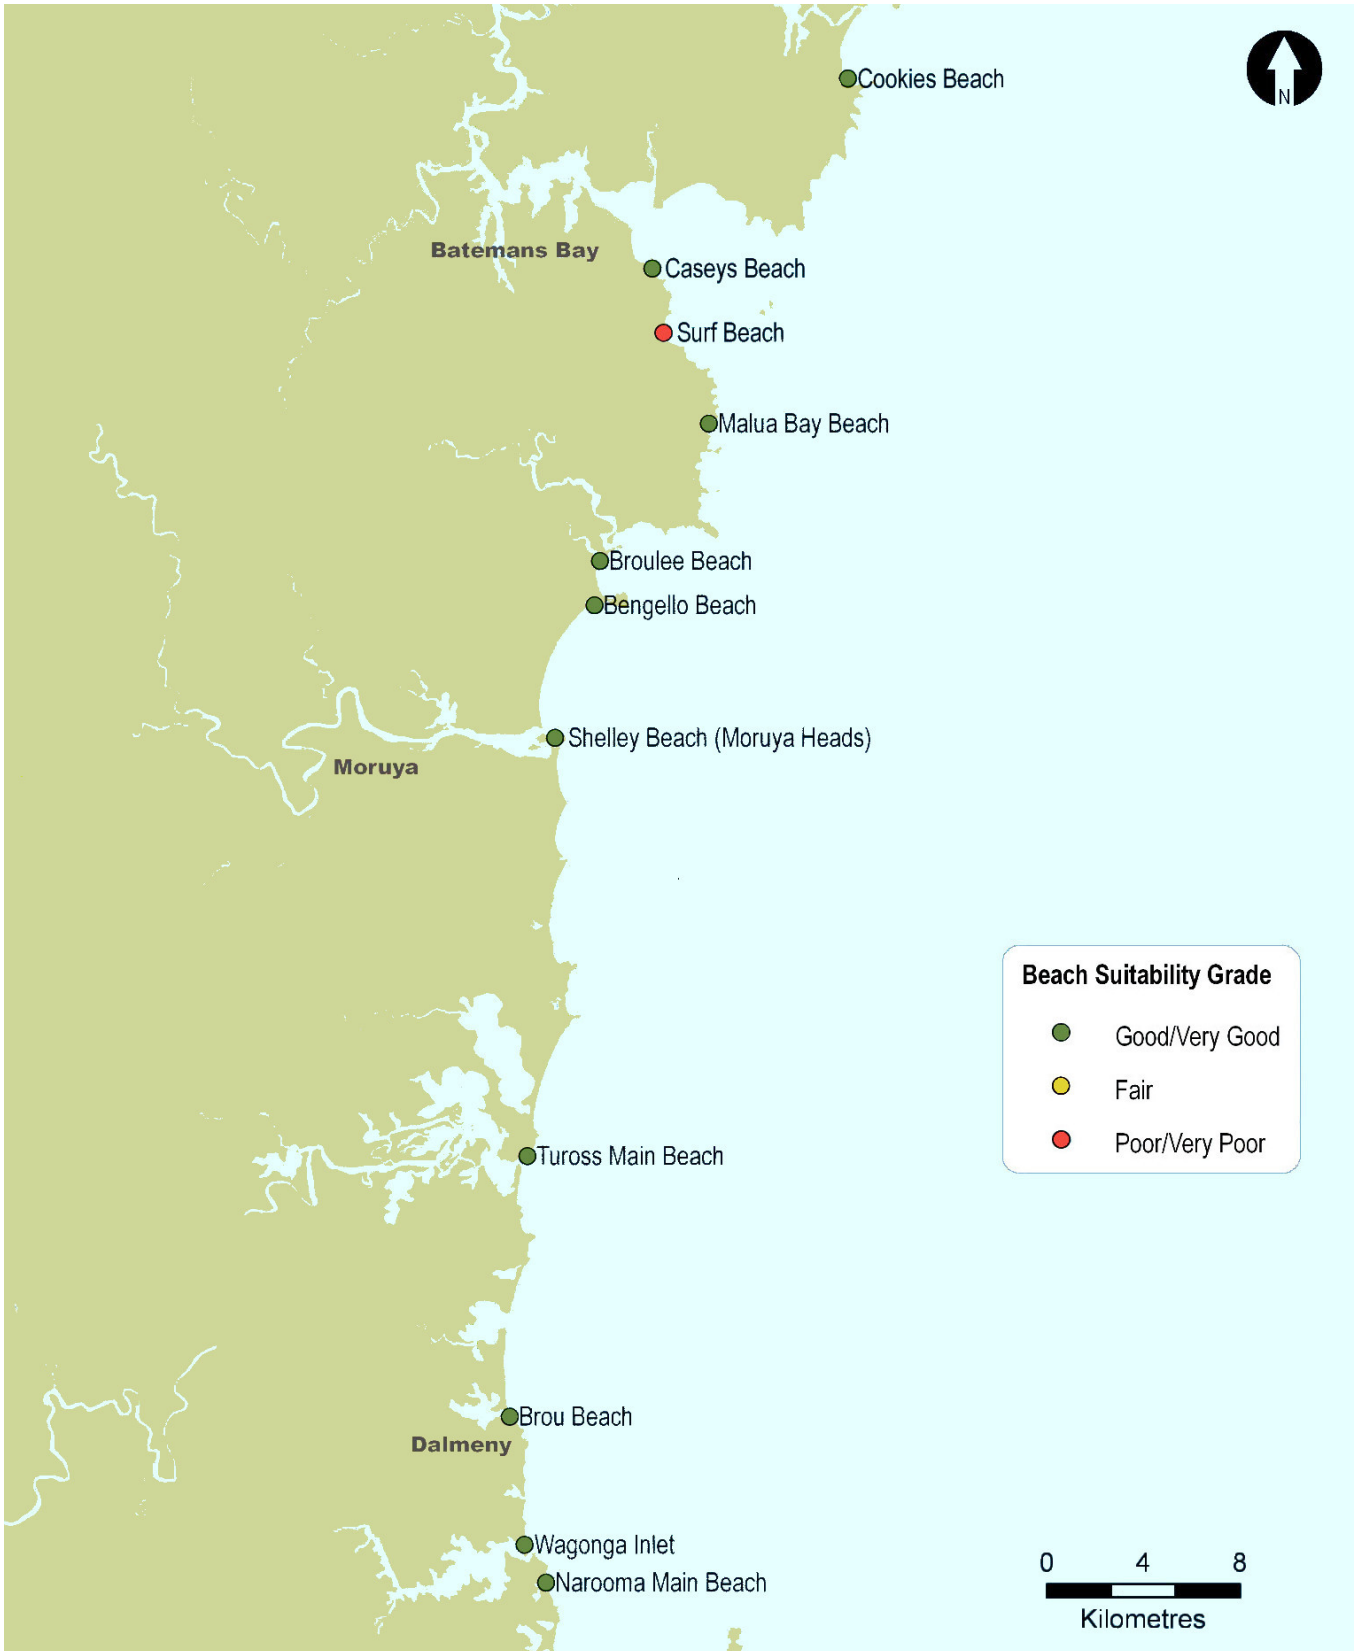 Cookies Beach
N
Batemans Bay
Caseys Beach
Surf Beach
Malua Bay Beach
Broulee Beach
Bengello Beach
Shelley Beach (Moruya Heads)
Moruya
Beach Suitability Grade
Good/Very Good
Fair
Poor/Very Poor
Tuross Main Beach
Brou Beach
Dalmeny
Wagonga Inlet
Narooma Main Beach
0 4 8
Kilometres